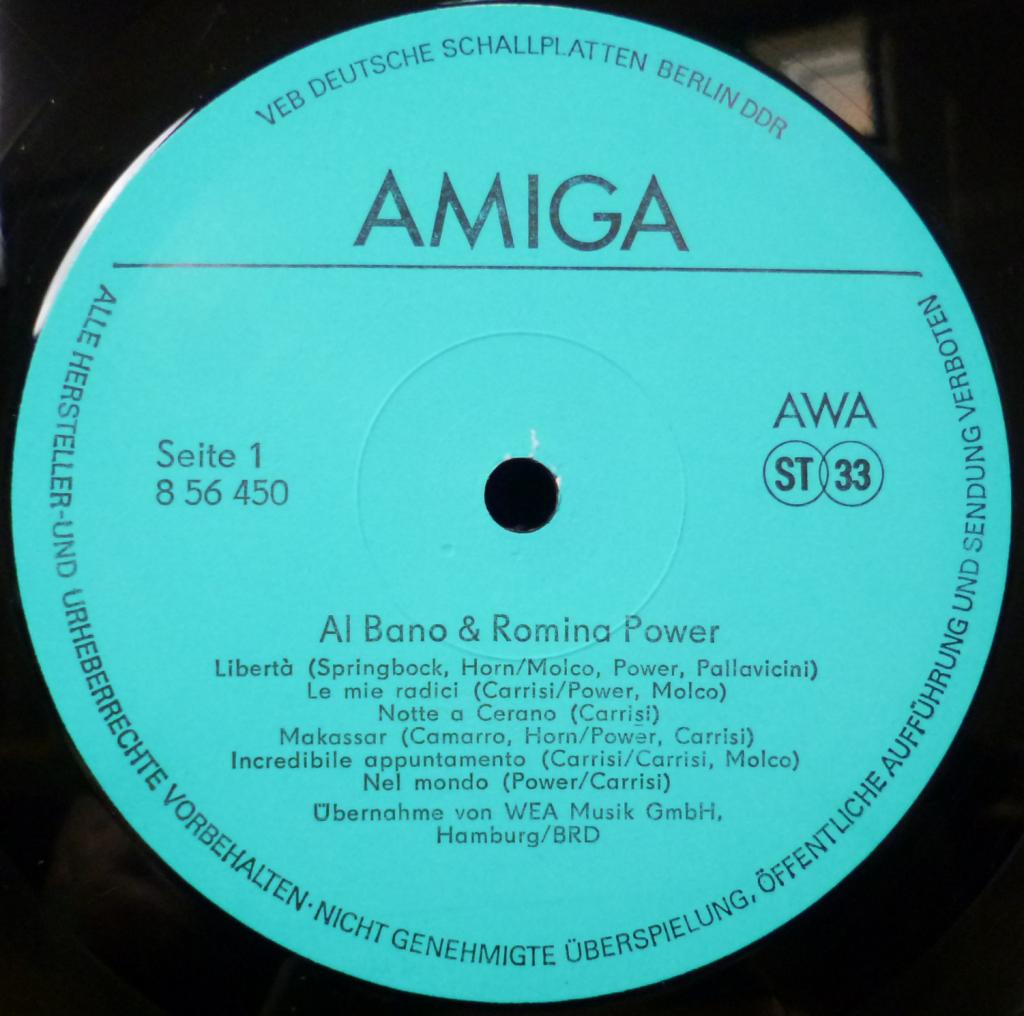 VEB DEUTSCHE SCHALLPLATTEN BERLIN DDR
AMIGA
AWA
Seite 1
8 56 450
ST 33
Al Bano & Romina Power
Libertà (Springbock, Horn/Molco, Power, Pallavicini)
Le mie radici (Carrisi/Power, Molco)
Notte a Cerano (Carrisi)
Makassar (Camarro, Horn/Power, Carrisi)
Incredibile appuntamento (Carrisi/Carrisi, Molco)
Nel mondo (Power/Carrisi)
Übernahme von WEA Musik GmbH,
Hamburg/BRD
ALLE HERSTELLER-UND URHEBERRECHTE VORBEHALTEN·NICHT GENEHMIGTE ÜBERSPIELUNG, ÖFFENTLICHE AUFFÜHRUNG UND SENDUNG VERBOTEN